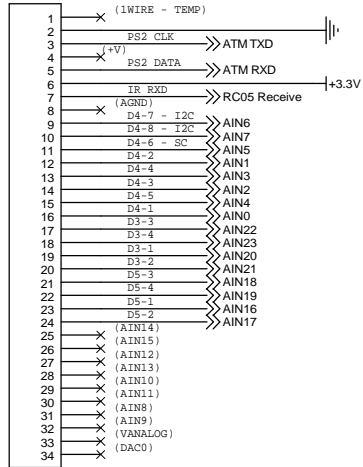 1 (1WIRE - TEMP)
2
3 PS2 CLK ATM TXD
4 (+V)
5 PS2 DATA ATM RXD
6 +3.3V
7 IR RXD RC05 Receive
8 (AGND)
9 D4-7 - I2C AIN6
10 D4-8 - I2C AIN7
11 D4-6 - SC AIN5
12 D4-2 AIN1
13 D4-4 AIN3
14 D4-3 AIN2
15 D4-5 AIN4
16 D4-1 AIN0
17 D3-3 AIN22
18 D3-4 AIN23
19 D3-1 AIN20
20 D3-2 AIN21
21 D5-3 AIN18
22 D5-4 AIN19
23 D5-1 AIN16
24 D5-2 AIN17
25 (AIN14)
26 (AIN15)
27 (AIN12)
28 (AIN13)
29 (AIN10)
30 (AIN11)
31 (AIN8)
32 (AIN9)
33 (VANALOG)
34 (DAC0)